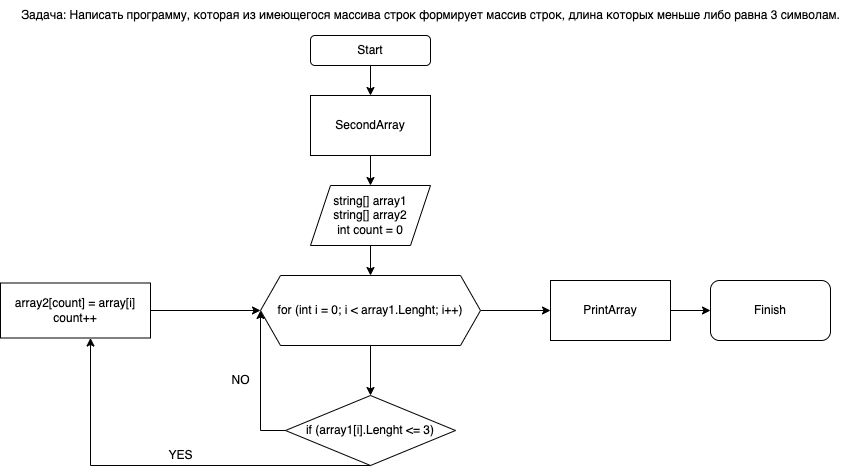 Задача: Написать программу, которая из имеющегося массива строк формирует массив строк, длина которых меньше либо равна 3 символам.
Start
SecondArray
string[] array1
string[] array2
int count = 0
array2[count] = array[i]
count++
for (int i = 0; i < array1.Lenght; i++)
PrintArray
Finish
NO
if (array1[i].Lenght <= 3)
YES